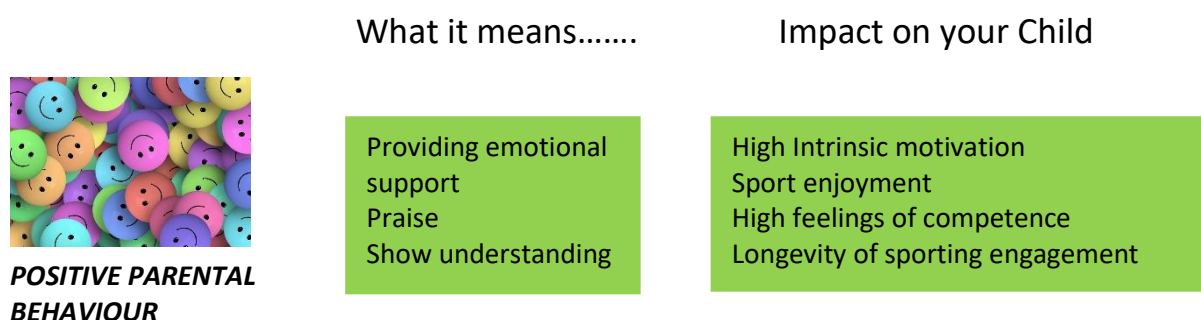 What it means.......
Impact on your Child
Providing emotional
support
Praise
Show understanding
High Intrinsic motivation
Sport enjoyment
High feelings of competence
Longevity of sporting engagement
POSITIVE PARENTAL
BEHAVIOUR